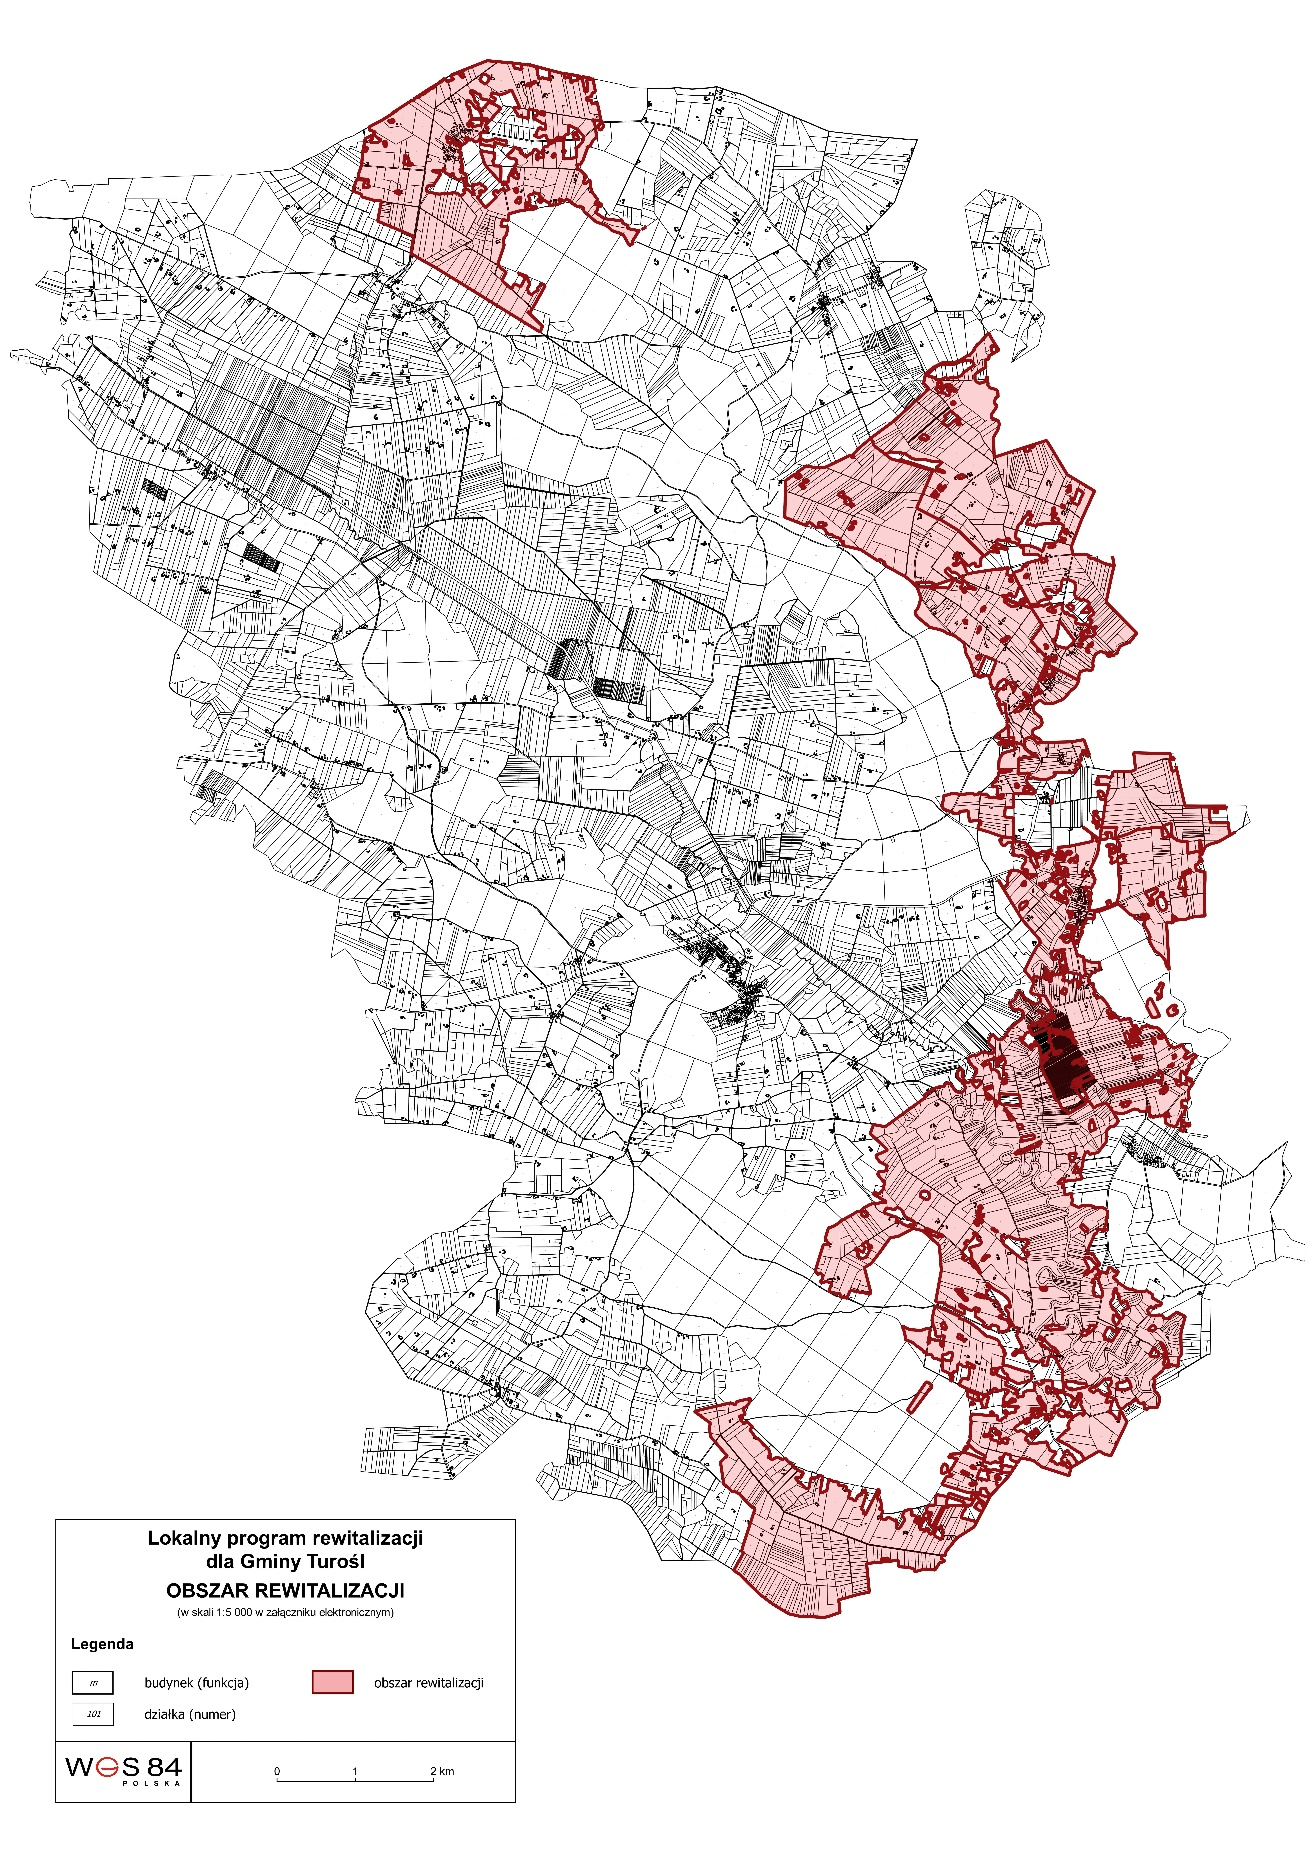 Lokalny program rewitalizacji
dla Gminy Turośl
OBSZAR REWITALIZACJI
(w skali 1:5 000 w załączniku elektronicznym)
Legenda
m budynek (funkcja)
obszar rewitalizacji
101 działka (numer)
WGS 84
POLSKA
0 1 2 km